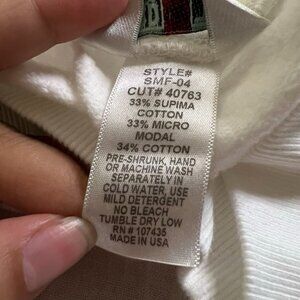 STYLE#
SMF-04
CUT# 40763
33% SUPIMA
COTTON
33% MICRO
MODAL
34% COTTON
PRE-SHRUNK, HAND
OR MACHINE WASH
SEPARATELY IN
COLD WATER, USE
MILD DETERGENT
NO BLEACH
TUMBLE DRY LOW
RN # 107435
MADE IN USA